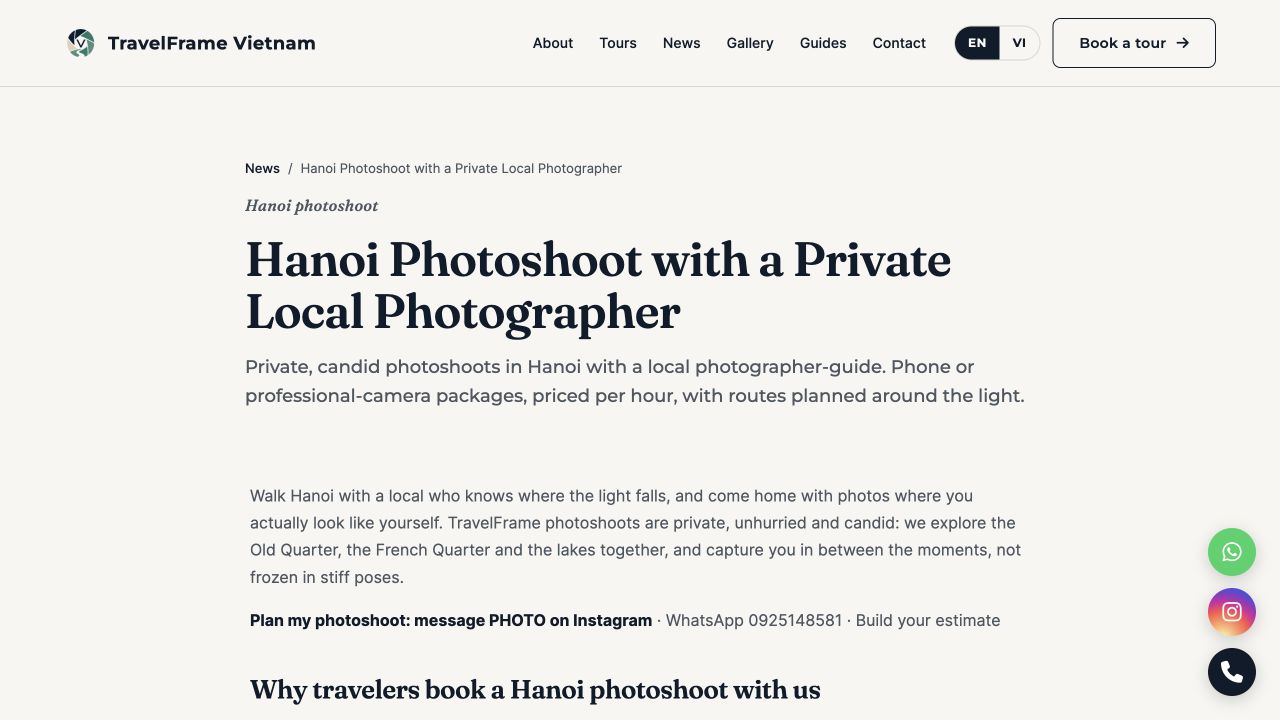 TravelFrame Vietnam
About Tours News Gallery Guides Contact EN VI Book a tour →
News / Hanoi Photoshoot with a Private Local Photographer
Hanoi photoshoot
Hanoi Photoshoot with a Private
Local Photographer
Private, candid photoshoots in Hanoi with a local photographer-guide. Phone or
professional-camera packages, priced per hour, with routes planned around the light.
Walk Hanoi with a local who knows where the light falls, and come home with photos where you
actually look like yourself. TravelFrame photoshoots are private, unhurried and candid: we explore the
Old Quarter, the French Quarter and the lakes together, and capture you in between the moments, not
frozen in stiff poses.
Plan my photoshoot: message PHOTO on Instagram · WhatsApp 0925148581 · Build your estimate
Why travelers book a Hanoi photoshoot with us